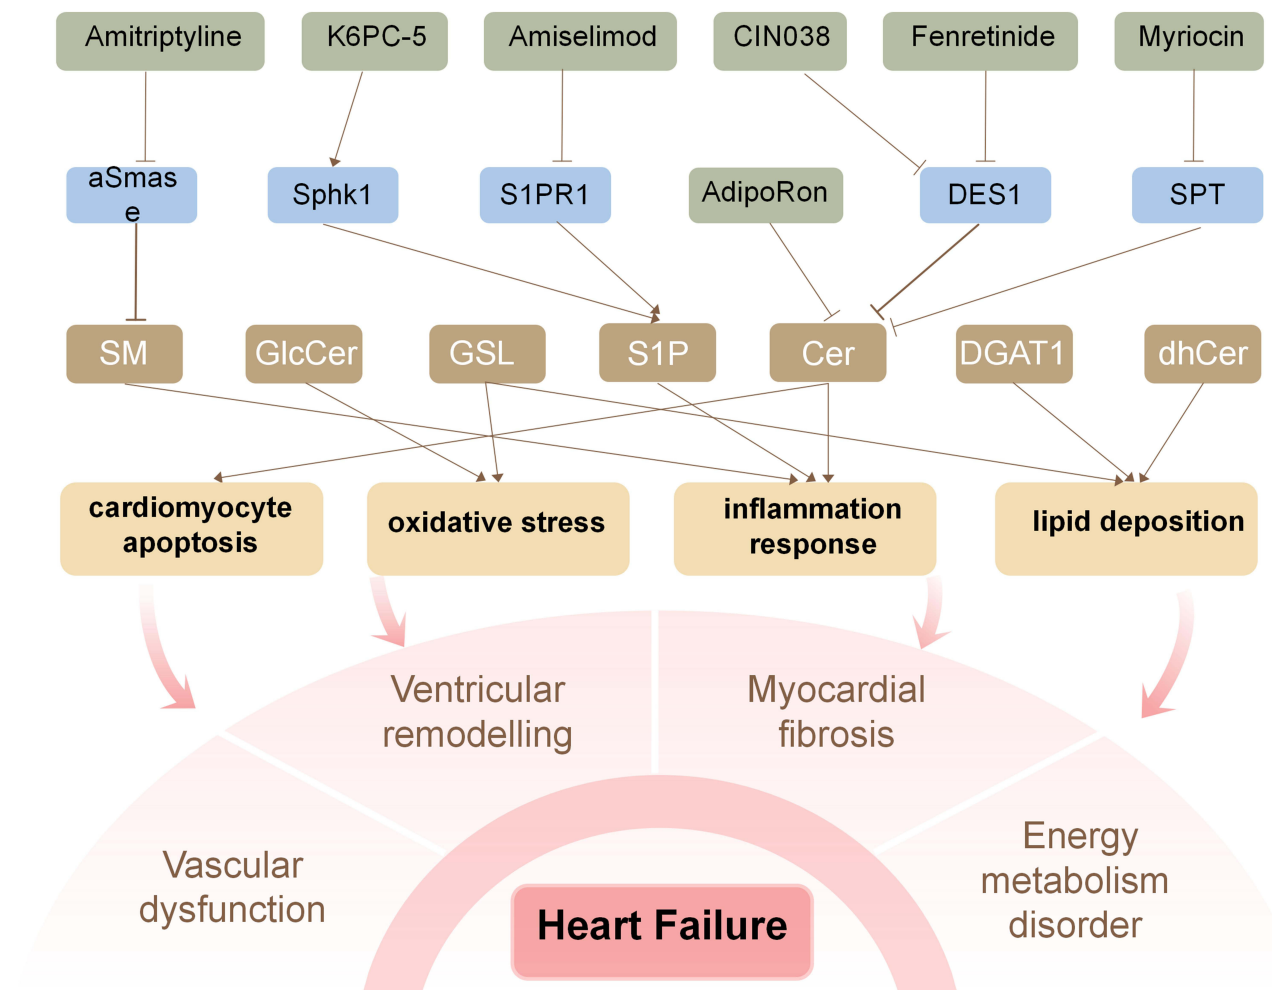 Amitriptyline
K6PC-5
Amiselimod
CIN038
Fenretinide
Myriocin
aSmas
e
Sphk1
S1PR1
AdipoRon
DES1
SPT
SM
GlcCer
GSL
S1P
Cer
DGAT1
dhCer
cardiomyocyte
apoptosis
oxidative stress
inflammation
response
lipid deposition
Ventricular
remodelling
Myocardial
fibrosis
Vascular
dysfunction
Energy
metabolism
disorder
Heart Failure